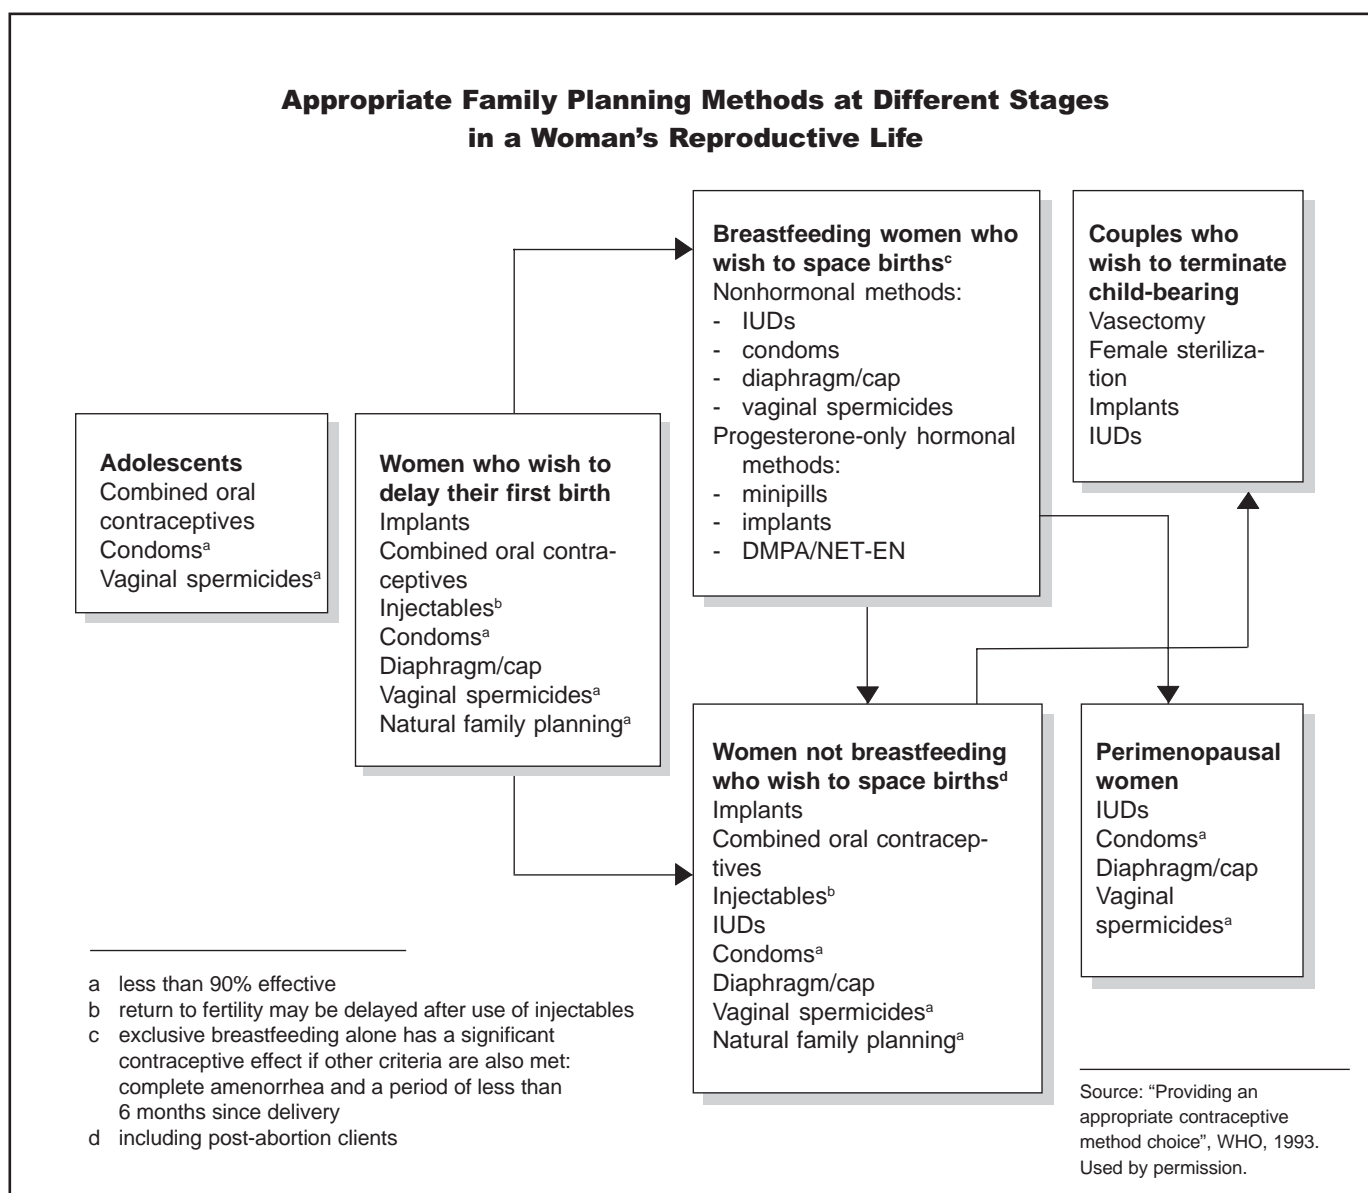 Appropriate Family Planning Methods at Different Stages
in a Woman's Reproductive Life
Adolescents
Combined oral
contraceptives
Condomsᵃ
Vaginal spermicidesᵃ
Women who wish to
delay their first birth
Implants
Combined oral contra-
ceptives
Injectablesᵇ
Condomsᵃ
Diaphragm/cap
Vaginal spermicidesᵃ
Natural family planningᵃ
Breastfeeding women who
wish to space birthsᶜ
Nonhormonal methods:
- IUDs
- condoms
- diaphragm/cap
- vaginal spermicides
Progesterone-only hormonal
methods:
- minipills
- implants
- DMPA/NET-EN
Women not breastfeeding
who wish to space birthsᵈ
Implants
Combined oral contracep-
tives
Injectablesᵇ
IUDs
Condomsᵃ
Diaphragm/cap
Vaginal spermicidesᵃ
Natural family planningᵃ
Couples who
wish to terminate
child-bearing
Vasectomy
Female steriliza-
tion
Implants
IUDs
Perimenopausal
women
IUDs
Condomsᵃ
Diaphragm/cap
Vaginal
spermicidesᵃ
a less than 90% effective
b return to fertility may be delayed after use of injectables
c exclusive breastfeeding alone has a significant
contraceptive effect if other criteria are also met:
complete amenorrhea and a period of less than
6 months since delivery
d including post-abortion clients
Source: “Providing an
appropriate contraceptive
method choice”, WHO, 1993.
Used by permission.